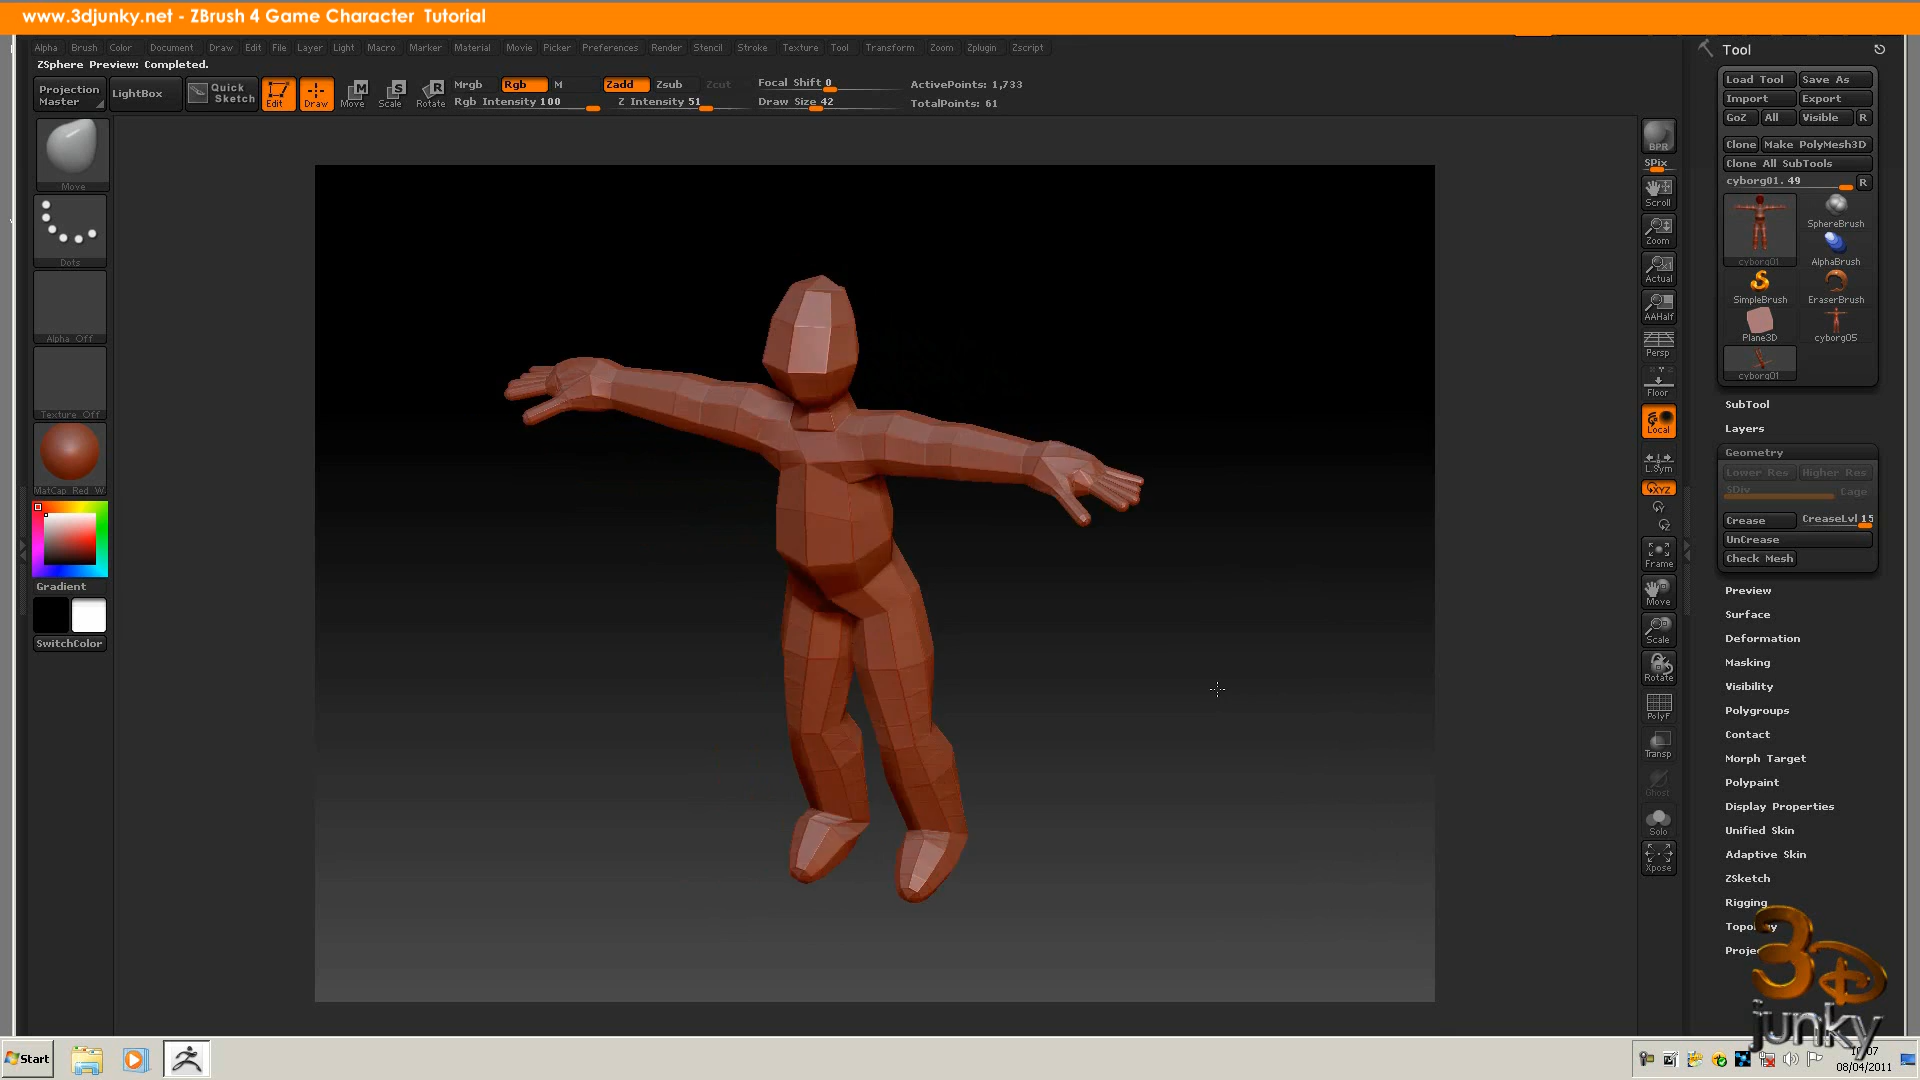 www.3djunky.net - ZBrush 4 Game Character Tutorial
Alpha Brush Color Document Draw Edit File Layer Light Macro Marker Material Movie Picker Preferences Render Stencil Stroke Texture Tool Transform Zoom Zplugin Zscript
ZSphere Preview: Completed.
Projection Master
LightBox
Quick Sketch
Edit
Draw
Move
Scale
Rotate
Mrgb Rgb M
Rgb Intensity 100
Zadd Zsub Zcut
Z Intensity 51
Focal Shift 0
Draw Size 42
ActivePoints: 1,733
TotalPoints: 61
Move
Dots
Alpha Off
Texture Off
MatCap Red W
Gradient
SwitchColor
BPR
SPix
Scroll
Zoom
Actual
AAHalf
Persp
Floor
Local
L.Sym
XYZ
Y
Z
Frame
Move
Scale
Rotate
PolyF
Transp
Ghost
Solo
Xpose
Tool
Load Tool Save As
Import Export
GoZ All Visible R
Clone Make PolyMesh3D
Clone All SubTools
cyborg01. 49 R
cyborg01
SphereBrush
AlphaBrush
SimpleBrush EraserBrush
Plane3D cyborg05
cyborg01
SubTool
Layers
Geometry
Lower Res Higher Res
SDiv Cage
Crease CreaseLvl 15
UnCrease
Check Mesh
Preview
Surface
Deformation
Masking
Visibility
Polygroups
Contact
Morph Target
Polypaint
Display Properties
Unified Skin
Adaptive Skin
ZSketch
Rigging
3D junky
Start
08/04/2011